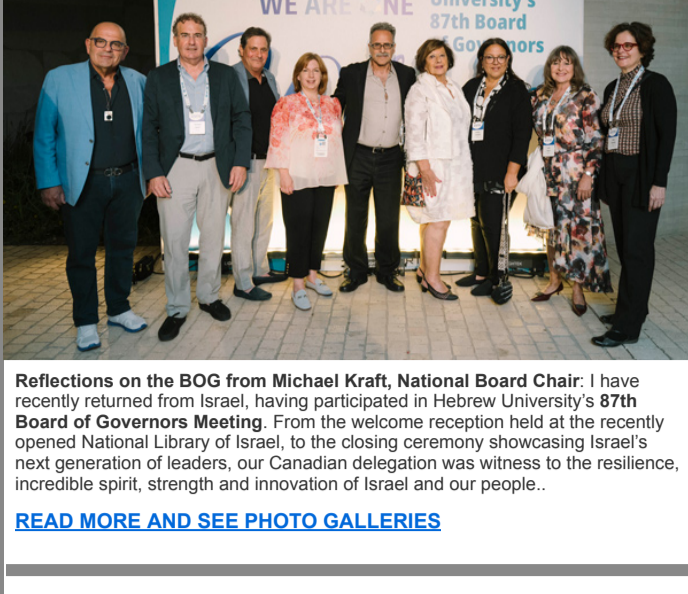 WE ARE ONE
University's
87th Board
of Governors
Reflections on the BOG from Michael Kraft, National Board Chair: I have
recently returned from Israel, having participated in Hebrew University’s 87th
Board of Governors Meeting. From the welcome reception held at the recently
opened National Library of Israel, to the closing ceremony showcasing Israel’s
next generation of leaders, our Canadian delegation was witness to the resilience,
incredible spirit, strength and innovation of Israel and our people..
READ MORE AND SEE PHOTO GALLERIES